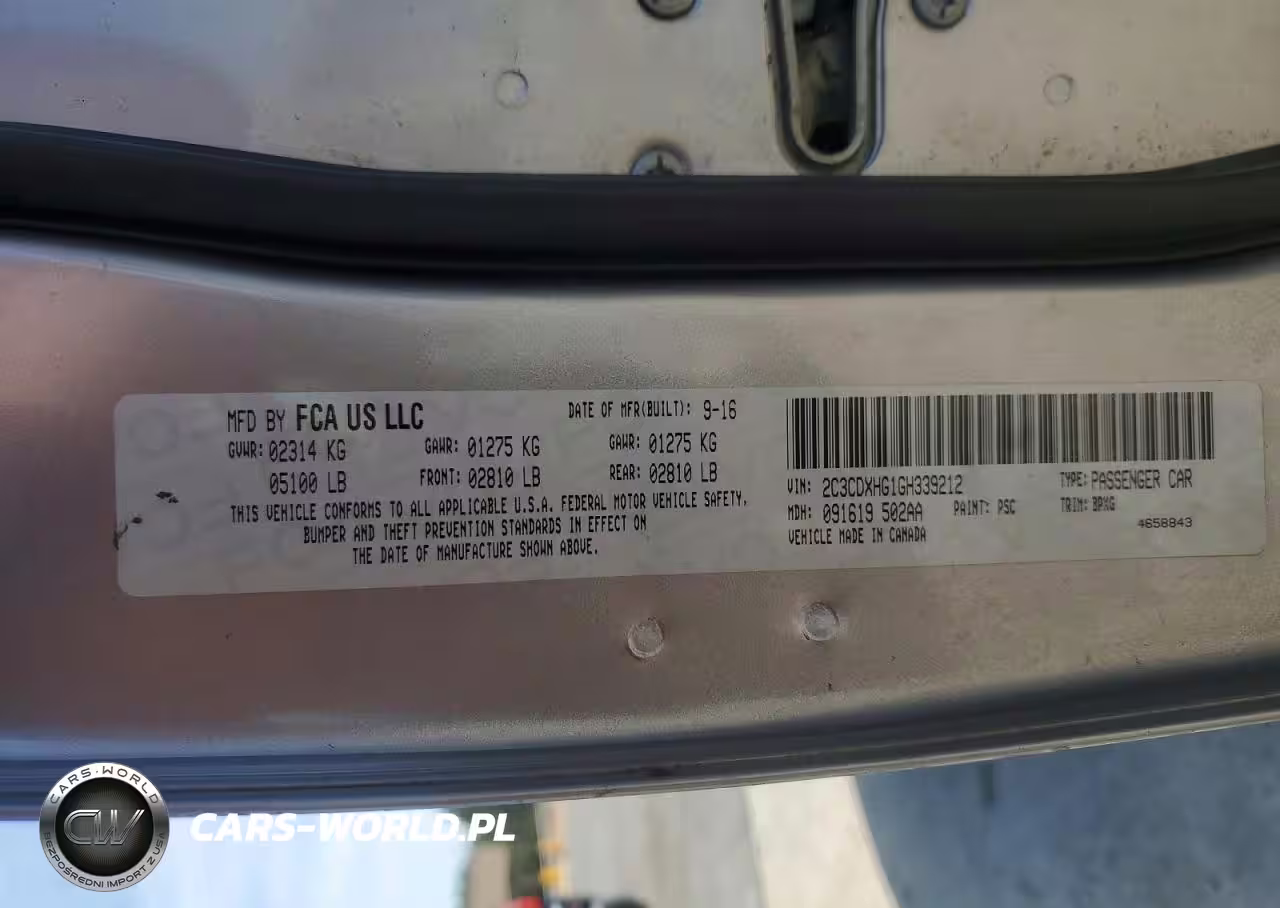 MFD BY FCA US LLC
DATE OF MFR(BUILT): 9-16
GVWR: 02314 KG GAWR: 01275 KG GAWR: 01275 KG
05100 LB FRONT: 02810 LB REAR: 02810 LB
THIS VEHICLE CONFORMS TO ALL APPLICABLE U.S.A. FEDERAL MOTOR VEHICLE SAFETY,
BUMPER AND THEFT PREVENTION STANDARDS IN EFFECT ON
THE DATE OF MANUFACTURE SHOWN ABOVE.
VIN: 2C3CDXHG1GH339212 TYPE: PASSENGER CAR
MDH: 091619 502AA PAINT: PSC TRIM: BPXG
VEHICLE MADE IN CANADA
4658843
CARS-WORLD
CW
BEZPOŚREDNI IMPORT Z USA
CARS-WORLD.PL